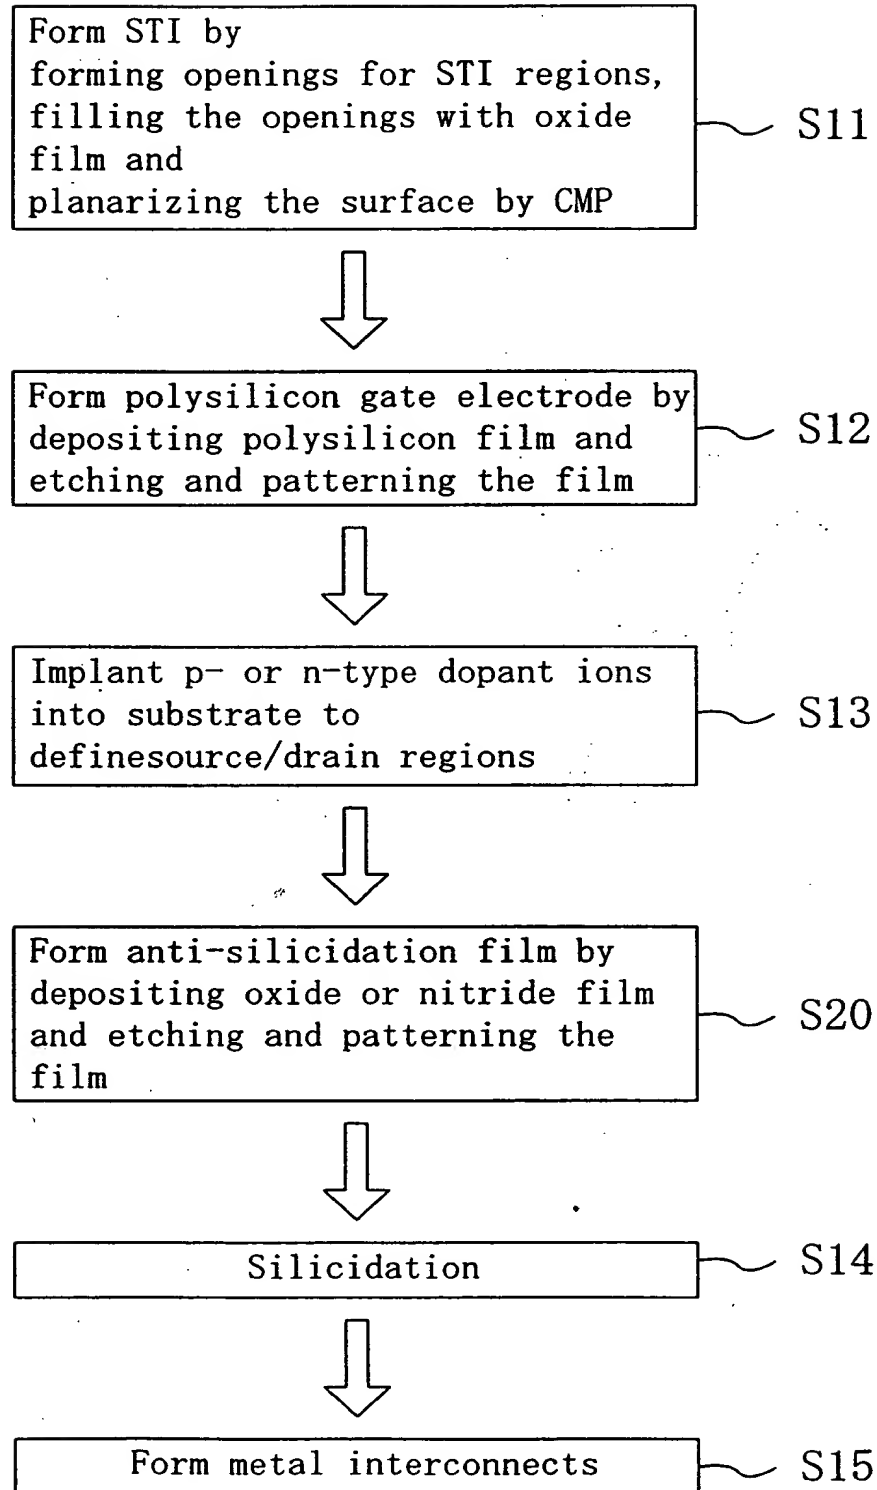 Form STI by
forming openings for STI regions,
filling the openings with oxide
film and
planarizing the surface by CMP
S11
Form polysilicon gate electrode by
depositing polysilicon film and
etching and patterning the film
S12
Implant p- or n-type dopant ions
into substrate to
definesource/drain regions
S13
Form anti-silicidation film by
depositing oxide or nitride film
and etching and patterning the
film
S20
Silicidation
S14
Form metal interconnects
S15